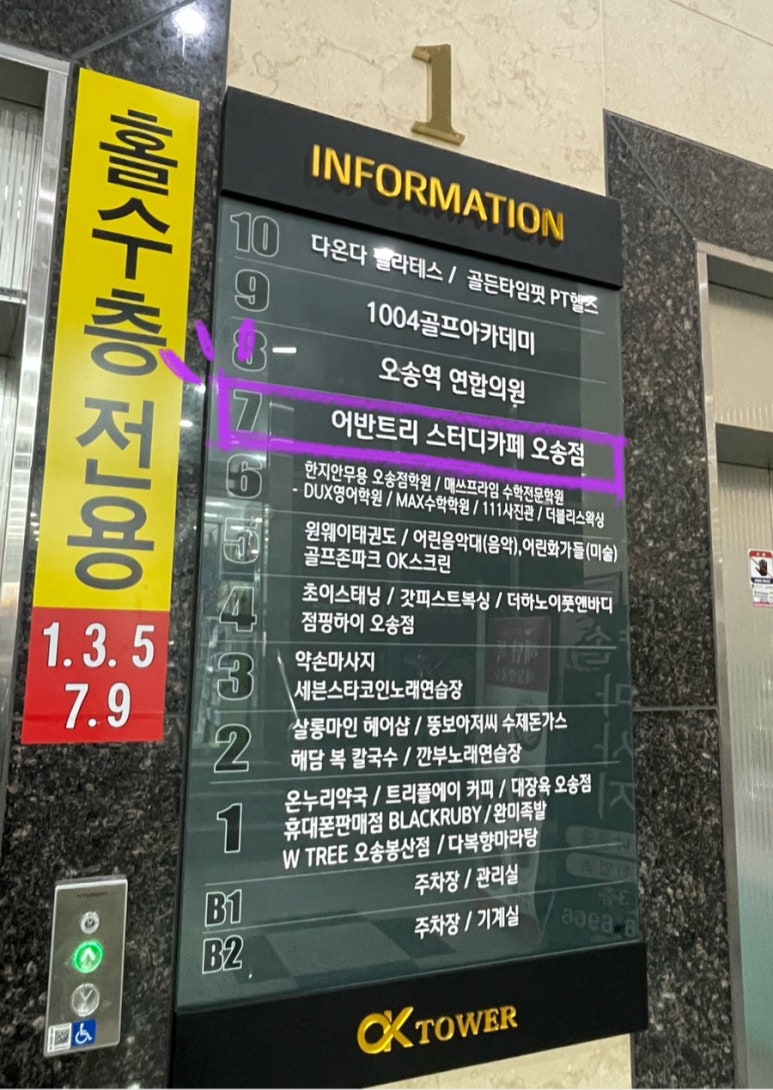 1
INFORMATION
홀수층 전용
1. 3. 5
7. 9
10 다온다 필라테스 / 골든타임핏 PT헬스
9 1004골프아카데미
8 오송역 연합의원
7 어반트리 스터디카페 오송점
6 한지안무용 오송점학원 / 매쓰프라임 수학전문학원
- DUX영어학원 / MAX수학학원 / 111사진관 / 더블리스왁싱
5 원웨이태권도 / 어린음악대(음악),어린화가들(미술)
골프존파크 OK스크린
4 초이스태닝 / 갓피스트복싱 / 더하노이풋앤바디
점핑하이 오송점
3 약손마사지
세븐스타코인노래연습장
2 살롱마인 헤어샵 / 뚱보아저씨 수제돈가스
해담 복 칼국수 / 깐부노래연습장
1 온누리약국 / 트리플에이 커피 / 대장육 오송점
휴대폰판매점 BLACKRUBY / 완미족발
W TREE 오송봉산점 / 다복향마라탕
B1 주차장 / 관리실
B2 주차장 / 기계실
OK TOWER